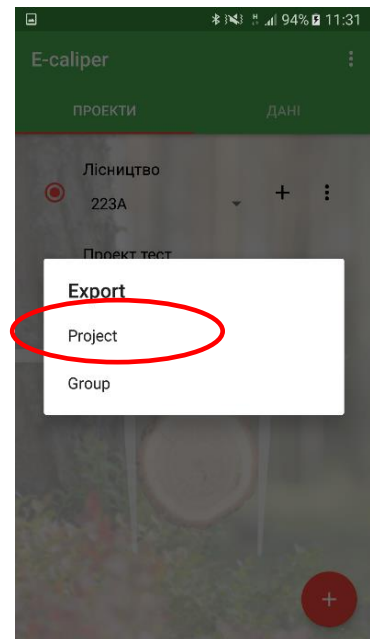 94% 11:31
E-caliper
ПРОЕКТИ ДАНІ
Лісництво
223А
Проект тест
Export
Project
Group